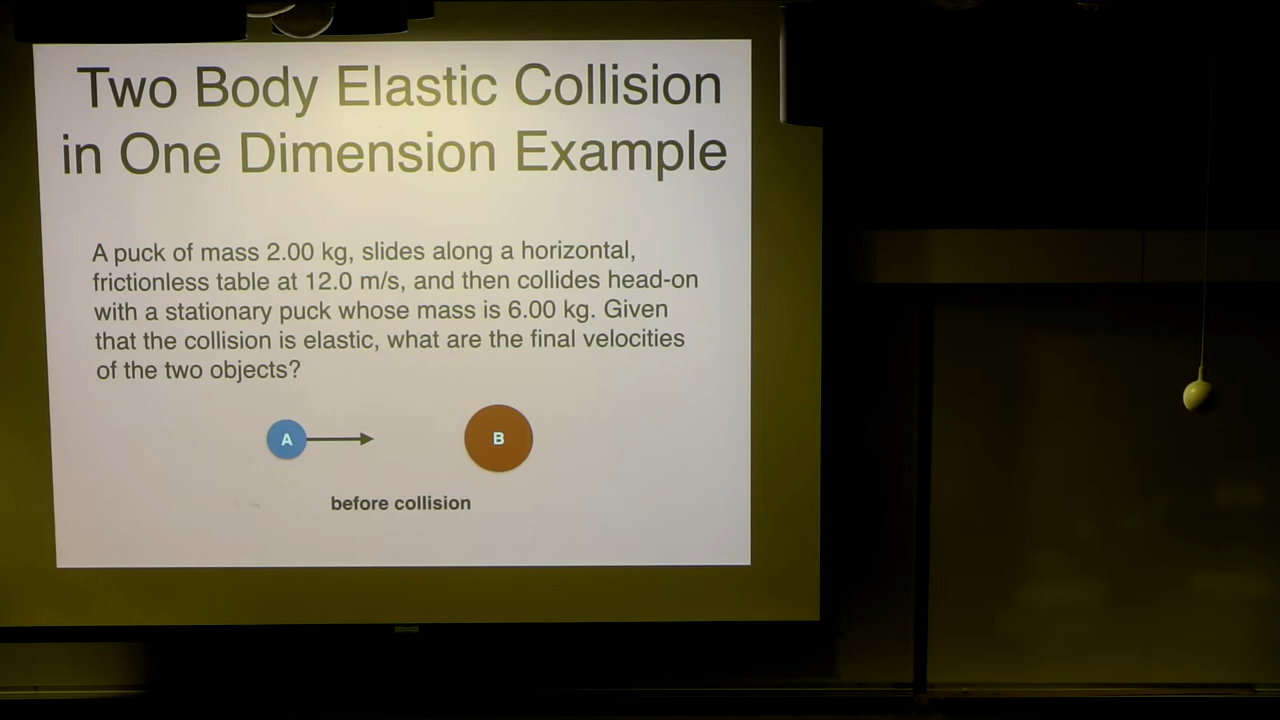 Two Body Elastic Collision
in One Dimension Example
A puck of mass 2.00 kg, slides along a horizontal,
frictionless table at 12.0 m/s, and then collides head-on
with a stationary puck whose mass is 6.00 kg. Given
that the collision is elastic, what are the final velocities
of the two objects?
A
B
before collision